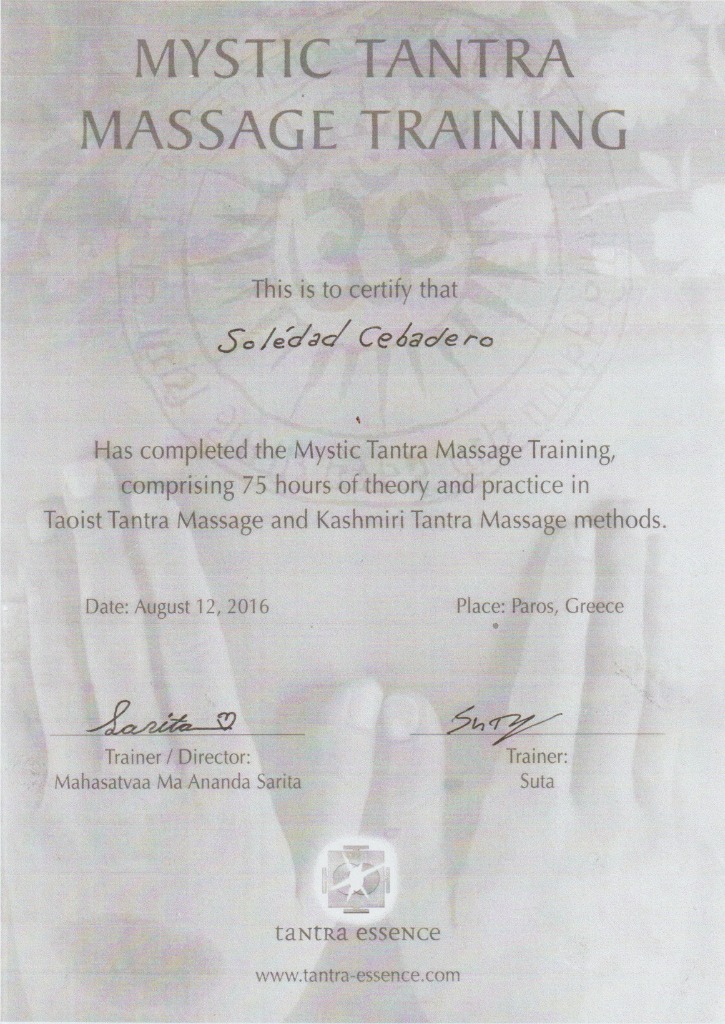 MYSTIC TANTRA
MASSAGE TRAINING
This is to certify that
Solédad Cebadero
Has completed the Mystic Tantra Massage Training,
comprising 75 hours of theory and practice in
Taoist Tantra Massage and Kashmiri Tantra Massage methods.
Date: August 12, 2016
Place: Paros, Greece
Sarita
Suty
Trainer / Director:
Mahasatvaa Ma Ananda Sarita
Trainer:
Suta
tantra essence
www.tantra-essence.com